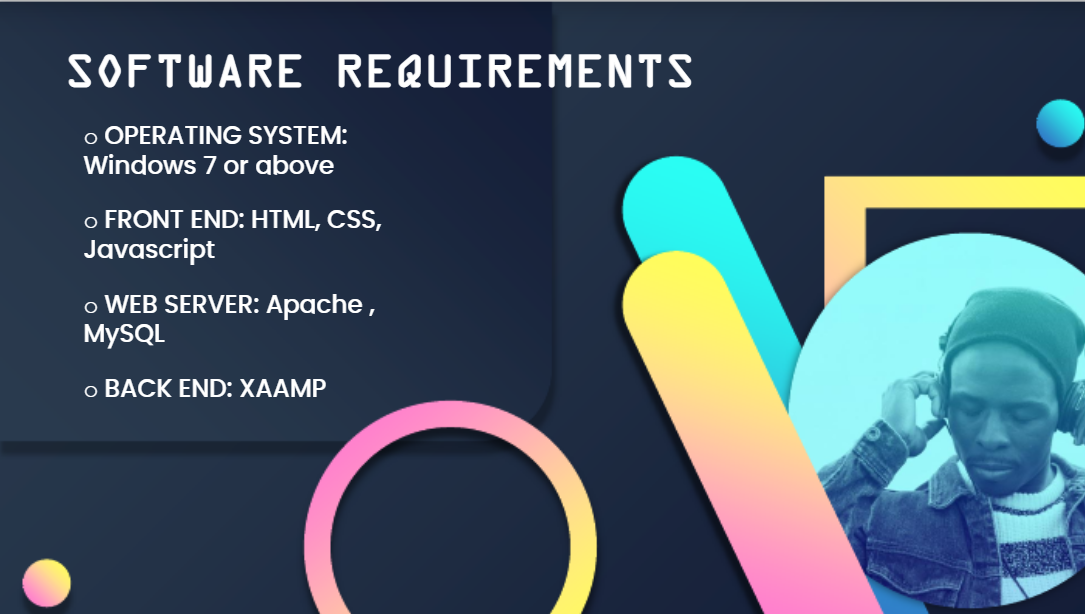 SOFTWARE REQUIREMENTS
o OPERATING SYSTEM:
Windows 7 or above
o FRONT END: HTML, CSS,
Javascript
o WEB SERVER: Apache ,
MySQL
o BACK END: XAAMP